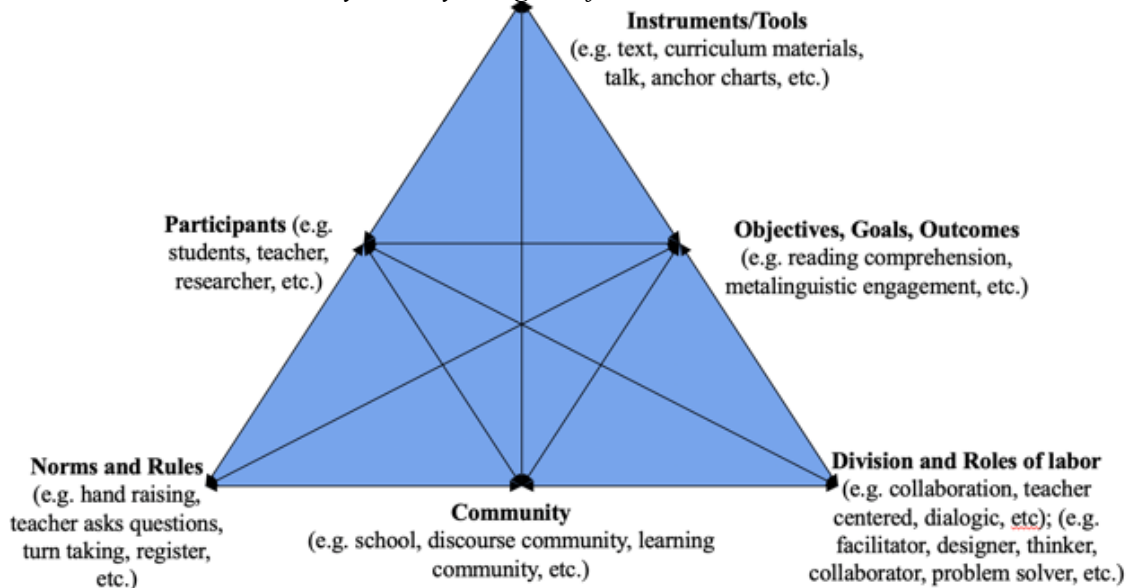 Instruments/Tools
(e.g. text, curriculum materials,
talk, anchor charts, etc.)
Participants (e.g.
students, teacher,
researcher, etc.)
Objectives, Goals, Outcomes
(e.g. reading comprehension,
metalinguistic engagement, etc.)
Norms and Rules
(e.g. hand raising,
teacher asks questions,
turn taking, register,
etc.)
Community
(e.g. school, discourse community, learning
community, etc.)
Division and Roles of labor
(e.g. collaboration, teacher
centered, dialogic, etc); (e.g.
facilitator, designer, thinker,
collaborator, problem solver, etc.)